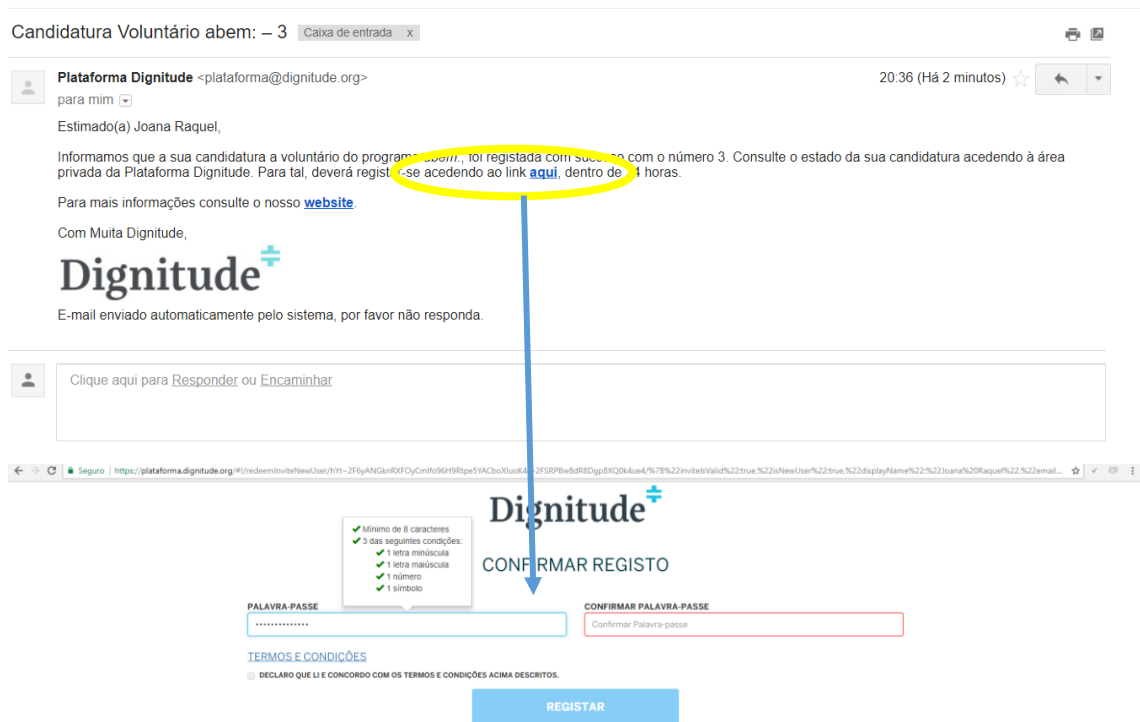 Candidatura Voluntário abem: – 3 Caixa de entrada x
Plataforma Dignitude <plataforma@dignitude.org>
20:36 (Há 2 minutos)
para mim
Estimado(a) Joana Raquel,
Informamos que a sua candidatura a voluntário do programa abem:, foi registada com sucesso com o número 3. Consulte o estado da sua candidatura acedendo à área
privada da Plataforma Dignitude. Para tal, deverá registar-se acedendo ao link aqui, dentro de 24 horas.
Para mais informações consulte o nosso website.
Com Muita Dignitude,
Dignitude
E-mail enviado automaticamente pelo sistema, por favor não responda.
Clique aqui para Responder ou Encaminhar
Seguro | https://plataforma.dignitude.org/#!/redeemInviteNewUser/
Dignitude
Mínimo de 6 caracteres
3 das seguintes condições:
1 letra minúscula
1 letra maiúscula
1 número
1 símbolo
CONFIRMAR REGISTO
PALAVRA-PASSE
CONFIRMAR PALAVRA-PASSE
Confirmar Palavra-passe
TERMOS E CONDIÇÕES
DECLARO QUE LI E CONCORDO COM OS TERMOS E CONDIÇÕES ACIMA DESCRITOS.
REGISTAR